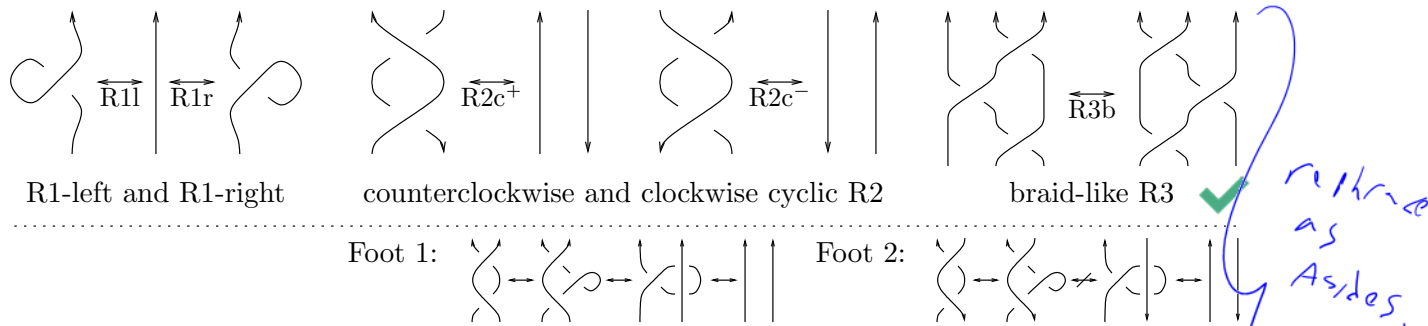 R1l R1r R2c⁺ R2c⁻ R3b
R1-left and R1-right counterclockwise and clockwise cyclic R2 braid-like R3
Foot 1: Foot 2:
rephrase
as
Asides.